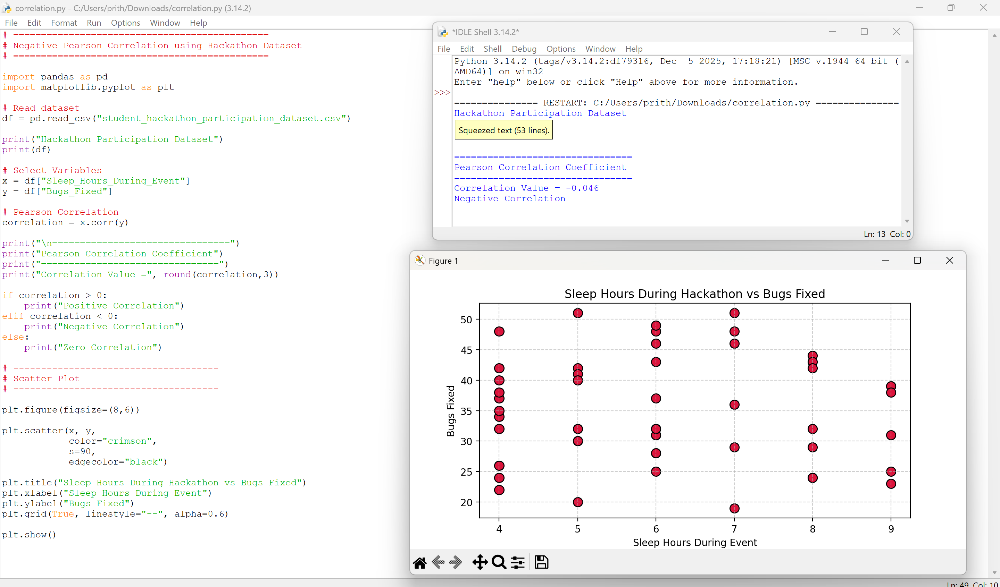 correlation.py - C:/Users/prith/Downloads/correlation.py (3.14.2)
File Edit Format Run Options Window Help
# ==============================================
# Negative Pearson Correlation using Hackathon Dataset
# ==============================================
import pandas as pd
import matplotlib.pyplot as plt
# Read dataset
df = pd.read_csv("student_hackathon_participation_dataset.csv")
print("Hackathon Participation Dataset")
print(df)
# Select Variables
x = df["Sleep_Hours_During_Event"]
y = df["Bugs_Fixed"]
# Pearson Correlation
correlation = x.corr(y)
print("\n================================")
print("Pearson Correlation Coefficient")
print("================================")
print("Correlation Value =", round(correlation,3))
if correlation > 0:
    print("Positive Correlation")
elif correlation < 0:
    print("Negative Correlation")
else:
    print("Zero Correlation")
# -------------------------------------
# Scatter Plot
# -------------------------------------
plt.figure(figsize=(8,6))
plt.scatter(x, y,
            color="crimson",
            s=90,
            edgecolor="black")
plt.title("Sleep Hours During Hackathon vs Bugs Fixed")
plt.xlabel("Sleep Hours During Event")
plt.ylabel("Bugs Fixed")
plt.grid(True, linestyle="--", alpha=0.6)
plt.show()
*IDLE Shell 3.14.2*
File Edit Shell Debug Options Window Help
Python 3.14.2 (tags/v3.14.2:df79316, Dec  5 2025, 17:18:21) [MSC v.1944 64 bit (
AMD64)] on win32
Enter "help" below or click "Help" above for more information.
>>>
=============== RESTART: C:/Users/prith/Downloads/correlation.py ===============
Hackathon Participation Dataset
Squeezed text (53 lines).
================================
Pearson Correlation Coefficient
================================
Correlation Value = -0.046
Negative Correlation
Ln: 13 Col: 0
Figure 1
Sleep Hours During Hackathon vs Bugs Fixed
50
45
40
35
30
25
20
Bugs Fixed
4 5 6 7 8 9
Sleep Hours During Event
Ln: 49 Col: 10